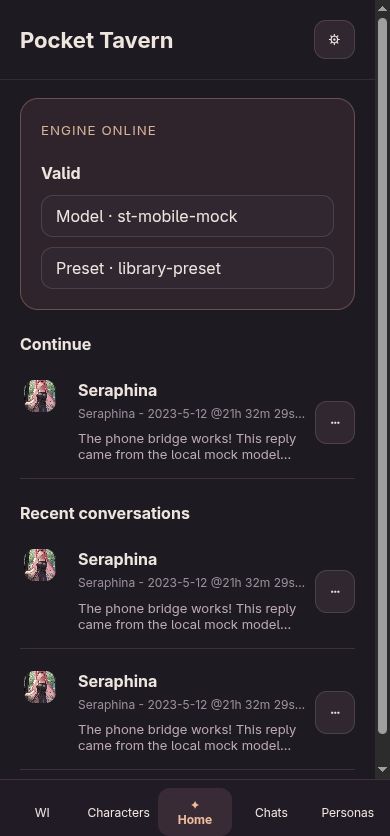 Pocket Tavern
ENGINE ONLINE
Valid
Model · st-mobile-mock
Preset · library-preset
Continue
Seraphina
Seraphina - 2023-5-12 @21h 32m 29s...
The phone bridge works! This reply
came from the local mock model...
Recent conversations
Seraphina
Seraphina - 2023-5-12 @21h 32m 29s...
The phone bridge works! This reply
came from the local mock model...
Seraphina
Seraphina - 2023-5-12 @21h 32m 29s...
The phone bridge works! This reply
came from the local mock model...
WI
Characters
Home
Chats
Personas